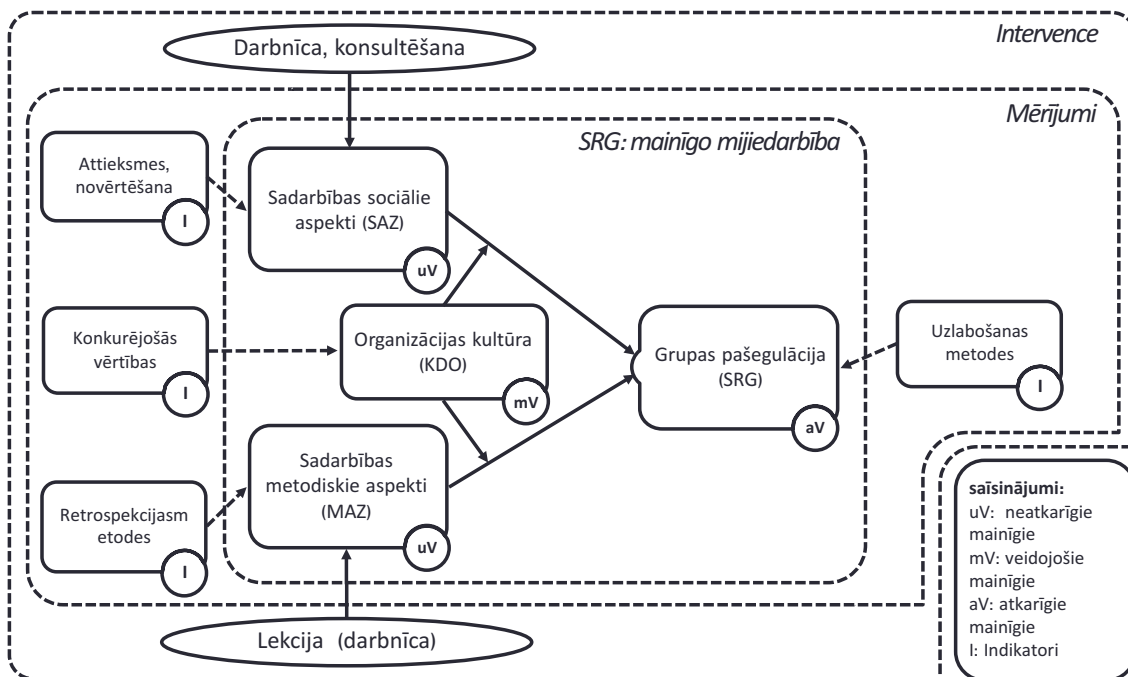 Darbnīca, konsultēšana
Intervence
Mērījumi
SRG: mainīgo mijiedarbība
Attieksmes,
novērtēšana
I
Sadarbības sociālie
aspekti (SAZ)
uV
Konkurējošās
vērtības
I
Organizācijas kultūra
(KDO)
mV
Grupas pašegulācija
(SRG)
aV
Uzlabošanas
metodes
I
Retrospekcijasm
etodes
I
Sadarbības
metodiskie aspekti
(MAZ)
uV
Lekcija (darbnīca)
saīsinājumi:
uV: neatkarīgie
mainīgie
mV: veidojošie
mainīgie
aV: atkarīgie
mainīgie
I: Indikatori